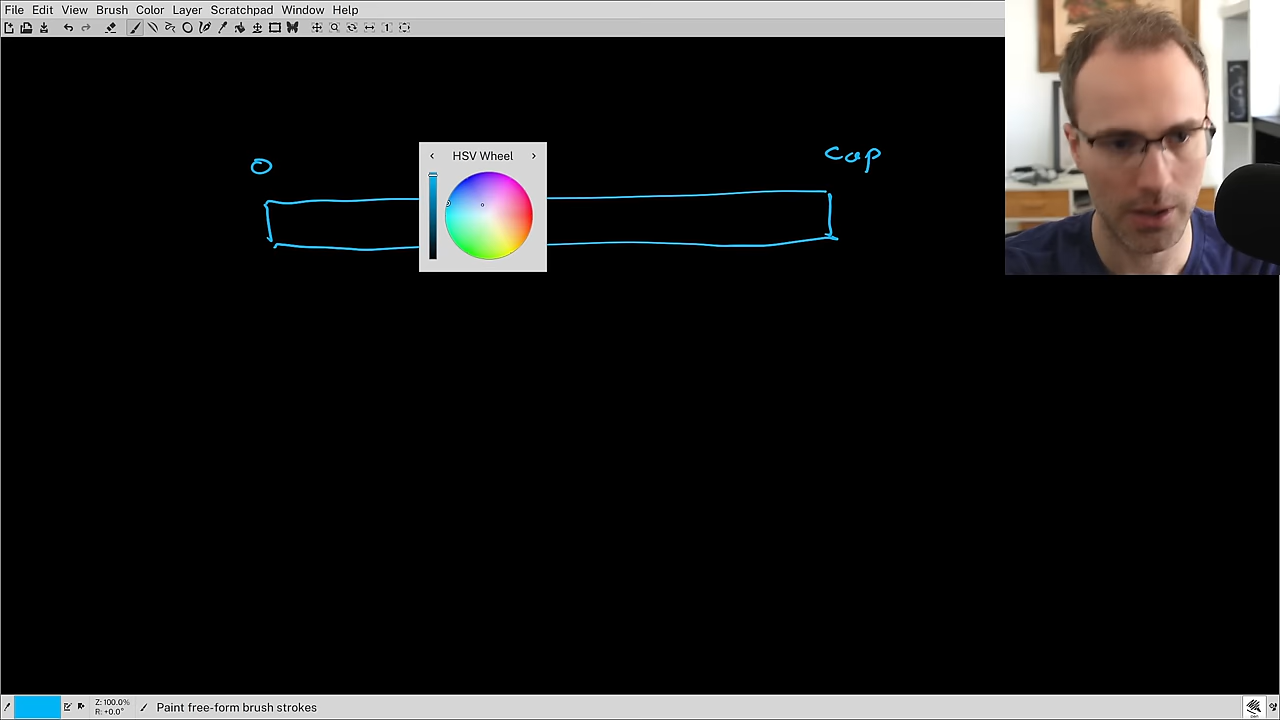 File Edit View Brush Color Layer Scratchpad Window Help
O
cap
HSV Wheel
Z: 100.0%
R: +0.0°
Paint free-form brush strokes